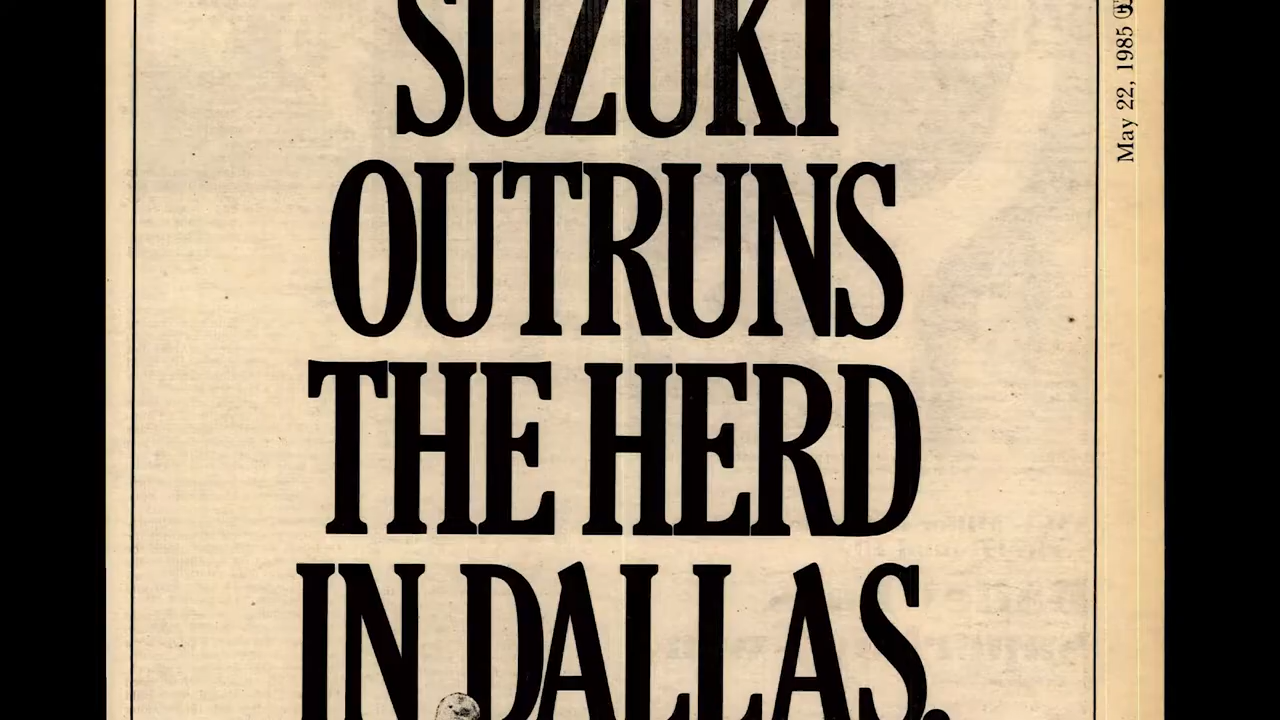 SUZUKI
OUTRUNS
THE HERD
IN DALLAS.
May 22, 1985